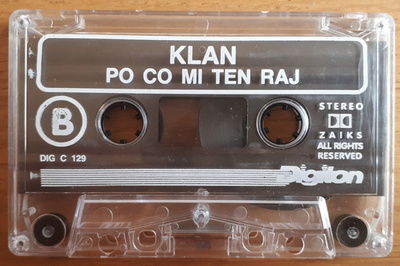 KLAN
PO CO MI TEN RAJ
B
DIG C 129
STEREO
ZAIKS
ALL RIGHTS
RESERVED
Digiton